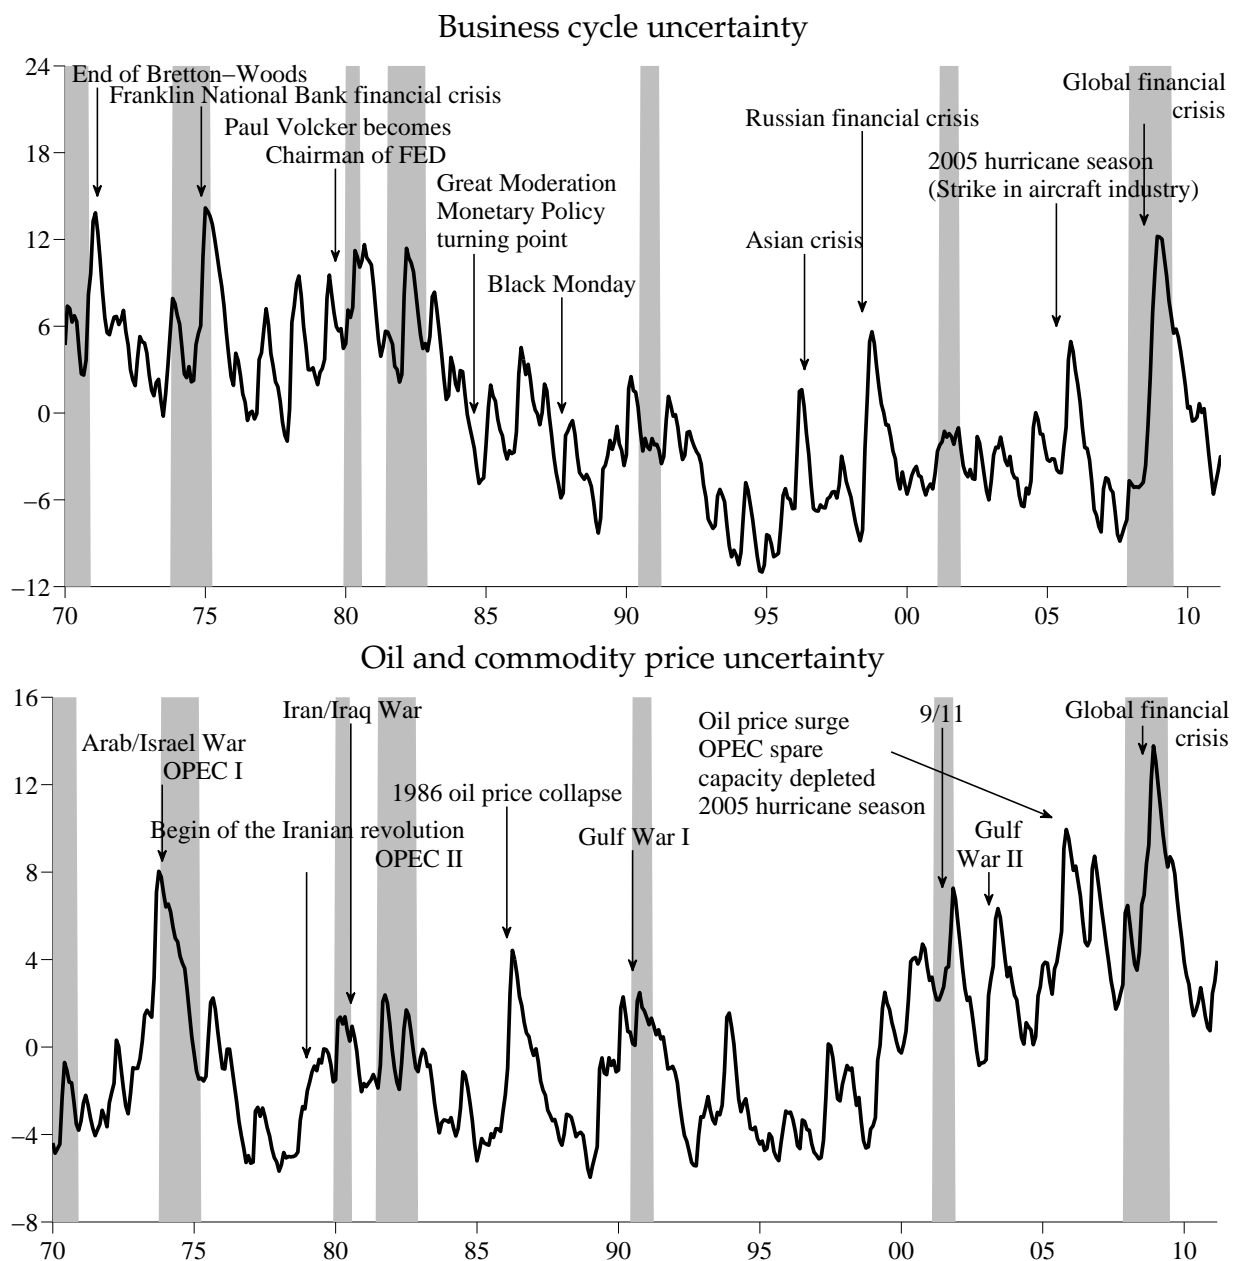 Business cycle uncertainty
24
End of Bretton–Woods
Franklin National Bank financial crisis
Paul Volcker becomes
Chairman of FED
Great Moderation
Monetary Policy
turning point
Black Monday
Asian crisis
Russian financial crisis
2005 hurricane season
(Strike in aircraft industry)
Global financial
crisis
18
12
6
0
−6
−12
70 75 80 85 90 95 00 05 10
Oil and commodity price uncertainty
16
Arab/Israel War
OPEC I
Iran/Iraq War
Begin of the Iranian revolution
OPEC II
1986 oil price collapse
Gulf War I
Oil price surge
OPEC spare
capacity depleted
2005 hurricane season
9/11
Gulf
War II
Global financial
crisis
12
8
4
0
−4
−8
70 75 80 85 90 95 00 05 10